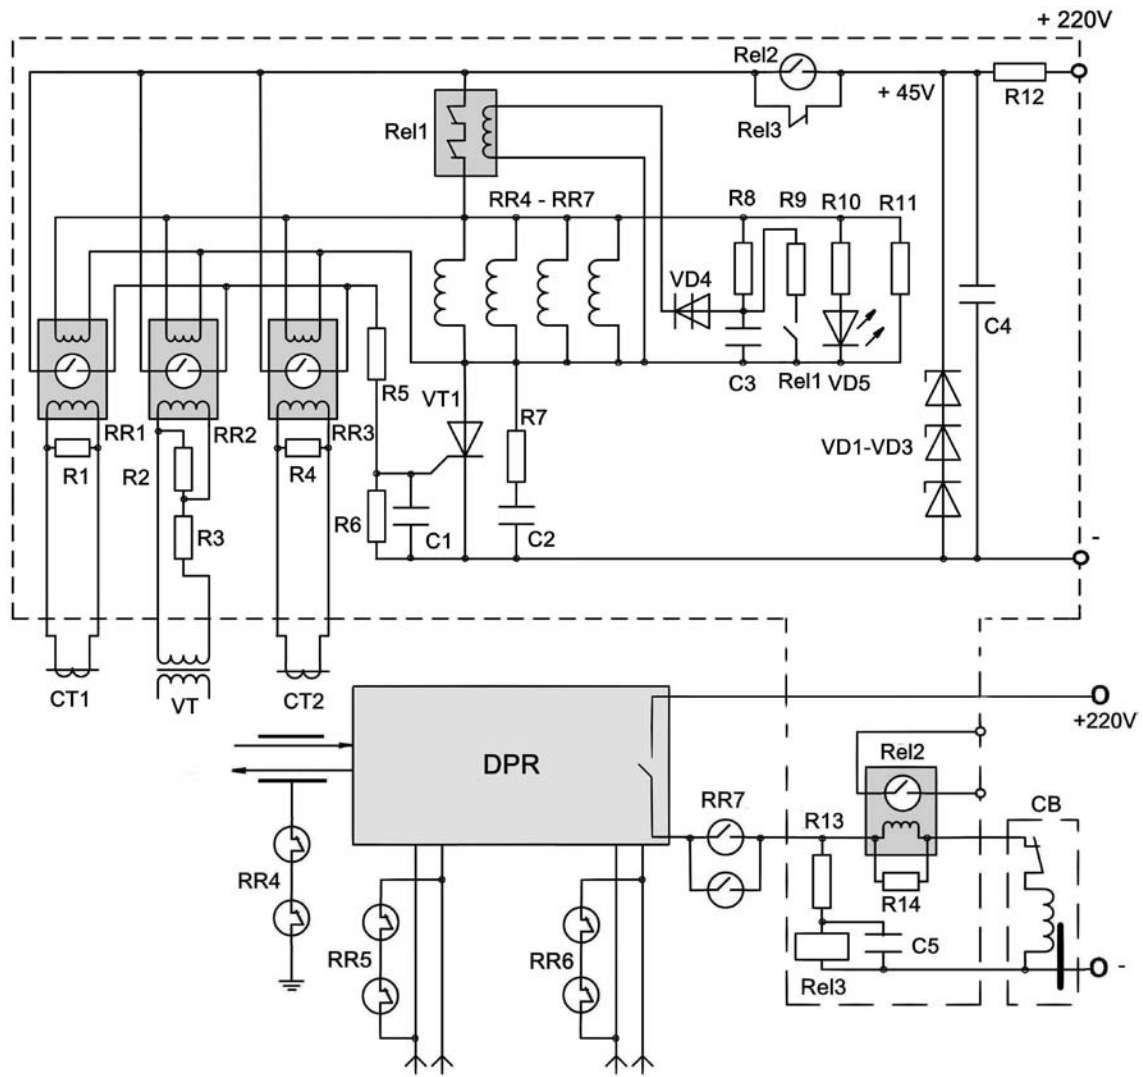 + 220V
Rel2
+ 45V
R12
Rel3
Rel1
RR4 - RR7
R8 R9 R10 R11
VD4
C4
R5
C3
Rel1
VD5
VT1
R7
RR1
RR2
RR3
VD1-VD3
R1
R2
R4
R3
R6
C1
C2
-
CT1
VT
CT2
+220V
DPR
Rel2
RR7
R13
CB
RR4
R14
RR5
RR6
C5
Rel3
-